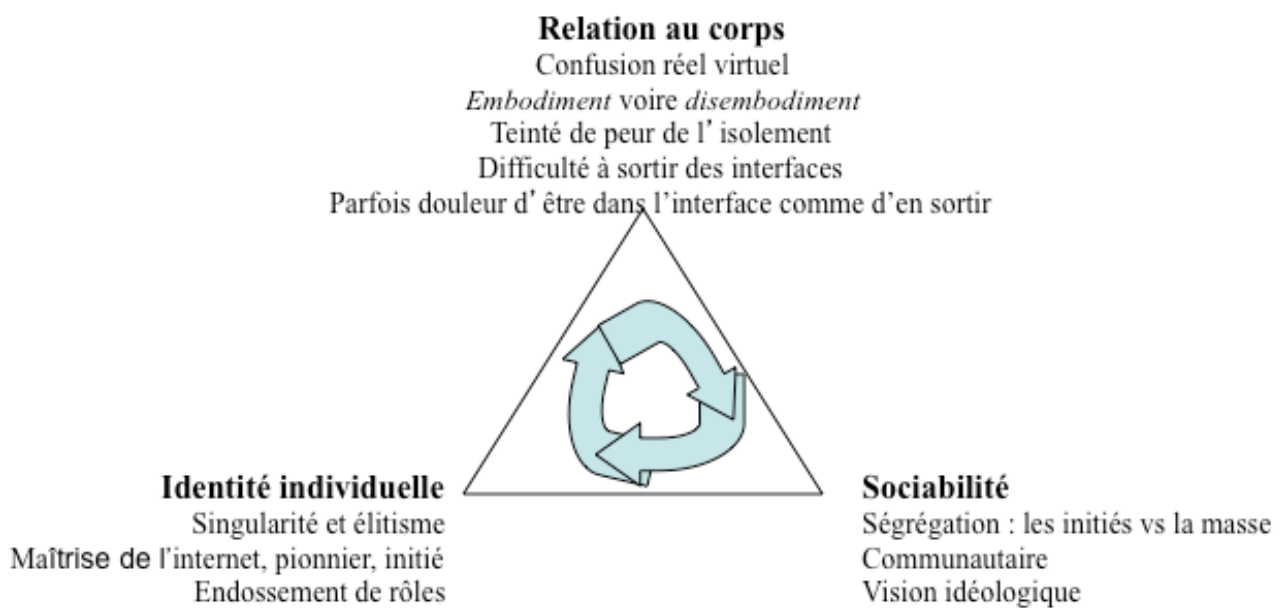 Relation au corps
Confusion réel virtuel
Embodiment voire disembodiment
Teinté de peur de l’ isolement
Difficulté à sortir des interfaces
Parfois douleur d’ être dans l’interface comme d’en sortir
Identité individuelle
Singularité et élitisme
Maîtrise de l’internet, pionnier, initié
Endossement de rôles
Sociabilité
Ségrégation : les initiés vs la masse
Communautaire
Vision idéologique